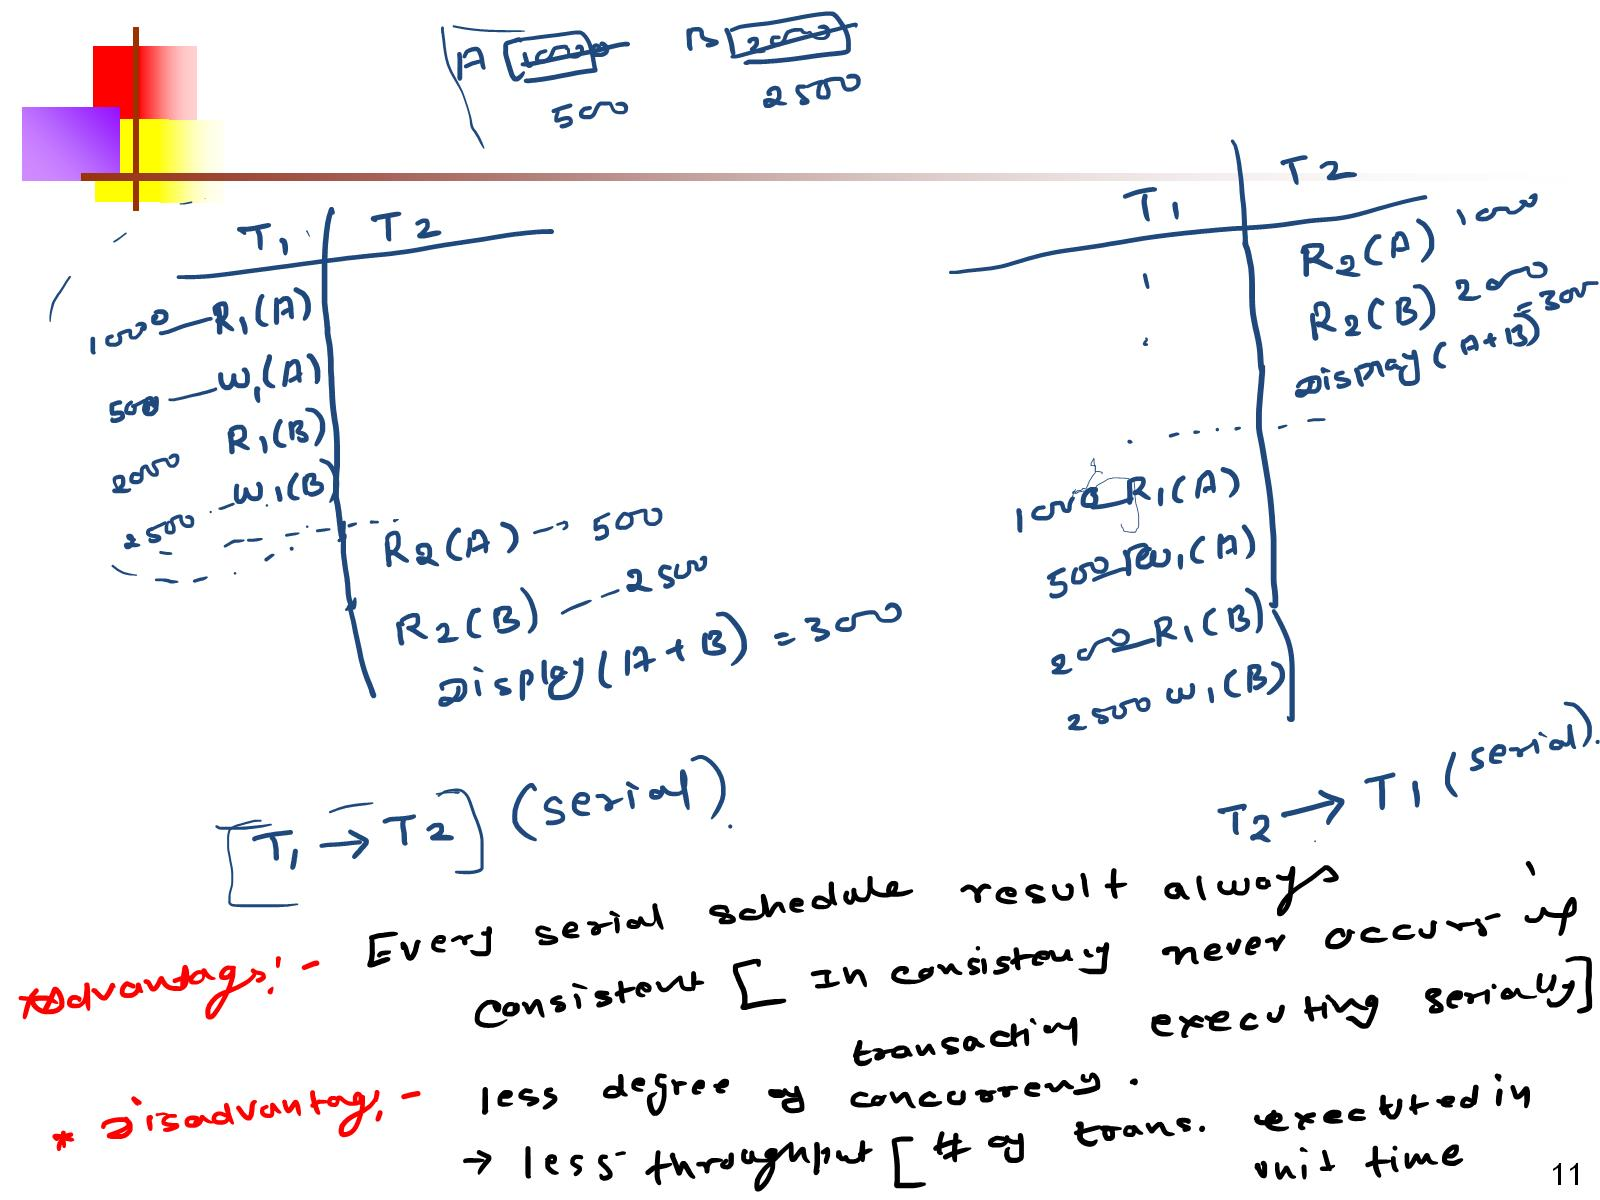 A 1000 B 2000
500 2500
T1 T2
1000 R1(A)
500 W1(A)
2000 R1(B)
2500 W1(B)
R2(A) 500
R2(B) 2500
Display(A+B) = 3000
[T1 → T2] (serial).
T1 T2
R2(A) 1000
R2(B) 2000
Display(A+B) = 3000
1000 R1(A)
500 W1(A)
2000 R1(B)
2500 W1(B)
T2 → T1 (serial).
*Advantages:- Every serial schedule result always
consistent [ Inconsistency never occurs if
transaction executing serially]
* Disadvantag:- less degree of concurrency.
→ less throughput [ # of trans. executed in
unit time
11